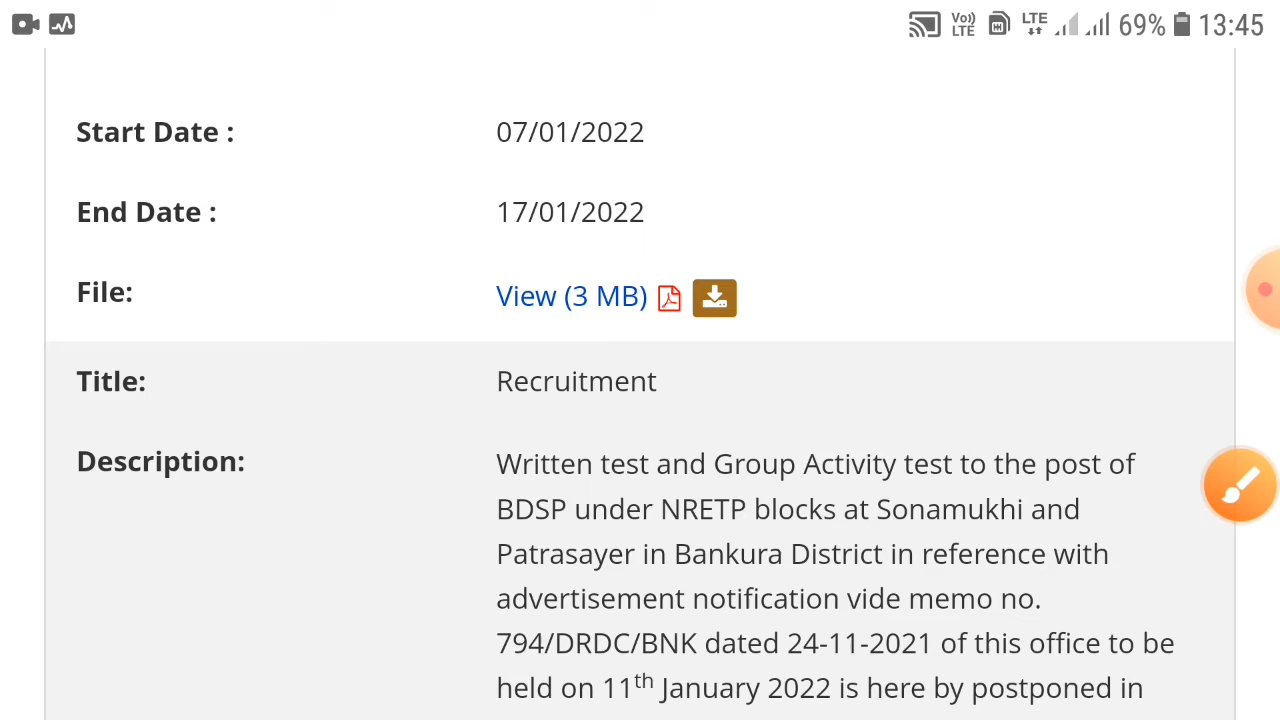 Vo)) LTE LTE 69% 13:45
Start Date : 07/01/2022
End Date : 17/01/2022
File: View (3 MB)
Title: Recruitment
Description: Written test and Group Activity test to the post of
BDSP under NRETP blocks at Sonamukhi and
Patrasayer in Bankura District in reference with
advertisement notification vide memo no.
794/DRDC/BNK dated 24-11-2021 of this office to be
held on 11th January 2022 is here by postponed in